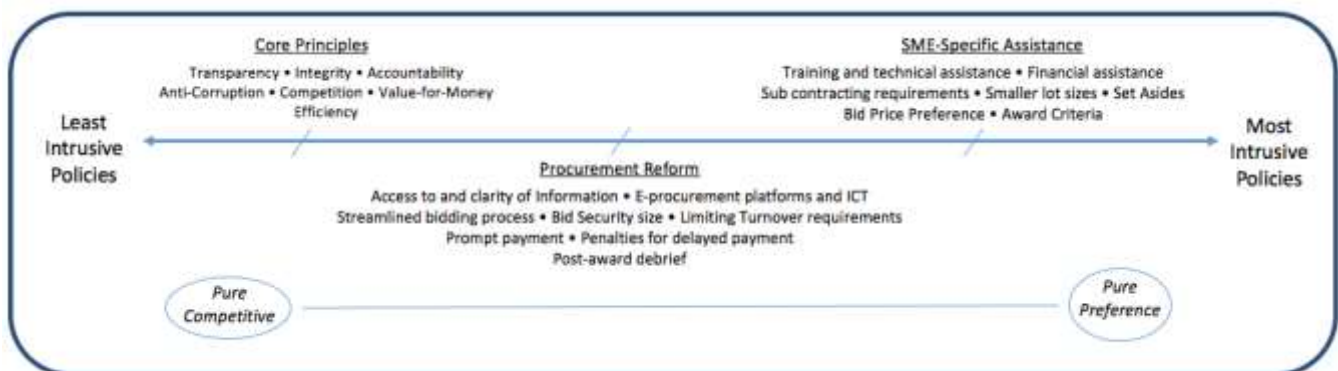 Core Principles
Transparency • Integrity • Accountability
Anti-Corruption • Competition • Value-for-Money
Efficiency
SME-Specific Assistance
Training and technical assistance • Financial assistance
Sub contracting requirements • Smaller lot sizes • Set Asides
Bid Price Preference • Award Criteria
Least
Intrusive
Policies
Most
Intrusive
Policies
Procurement Reform
Access to and clarity of Information • E-procurement platforms and ICT
Streamlined bidding process • Bid Security size • Limiting Turnover requirements
Prompt payment • Penalties for delayed payment
Post-award debrief
Pure
Competitive
Pure
Preference